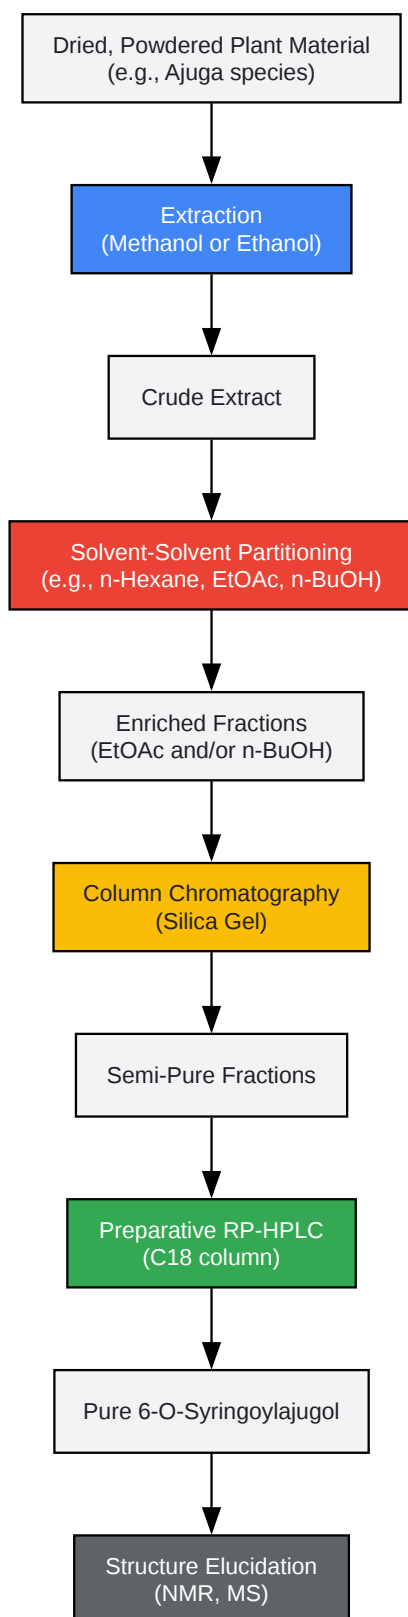 Dried, Powdered Plant Material
(e.g., Ajuga species)
Extraction
(Methanol or Ethanol)
Crude Extract
Solvent-Solvent Partitioning
(e.g., n-Hexane, EtOAc, n-BuOH)
Enriched Fractions
(EtOAc and/or n-BuOH)
Column Chromatography
(Silica Gel)
Semi-Pure Fractions
Preparative RP-HPLC
(C18 column)
Pure 6-O-Syringoylajugol
Structure Elucidation
(NMR, MS)